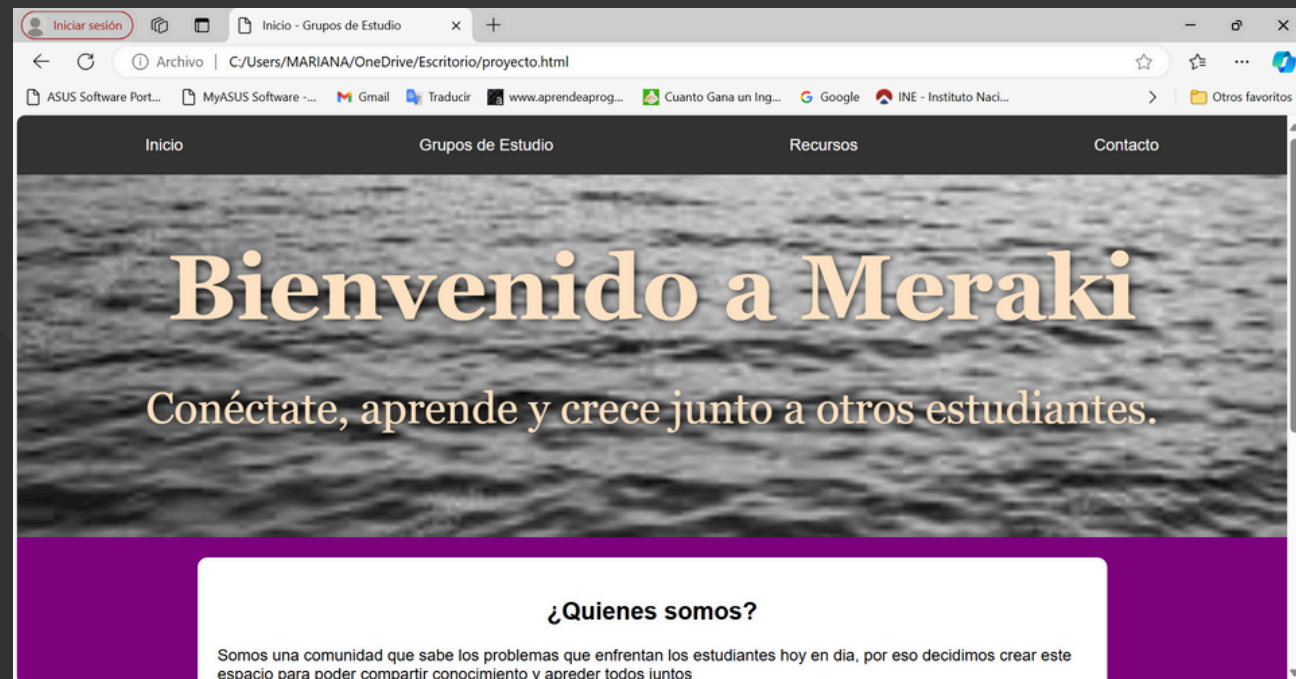 Iniciar sesión
Inicio - Grupos de Estudio
Archivo | C:/Users/MARIANA/OneDrive/Escritorio/proyecto.html
ASUS Software Port... MyASUS Software -... Gmail Traducir www.aprendeaprog... Cuanto Gana un Ing... Google INE - Instituto Naci... Otros favoritos
Inicio Grupos de Estudio Recursos Contacto
Bienvenido a Meraki
Conéctate, aprende y crece junto a otros estudiantes.
¿Quienes somos?
Somos una comunidad que sabe los problemas que enfrentan los estudiantes hoy en dia, por eso decidimos crear este
espacio para poder compartir conocimiento y apreder todos juntos